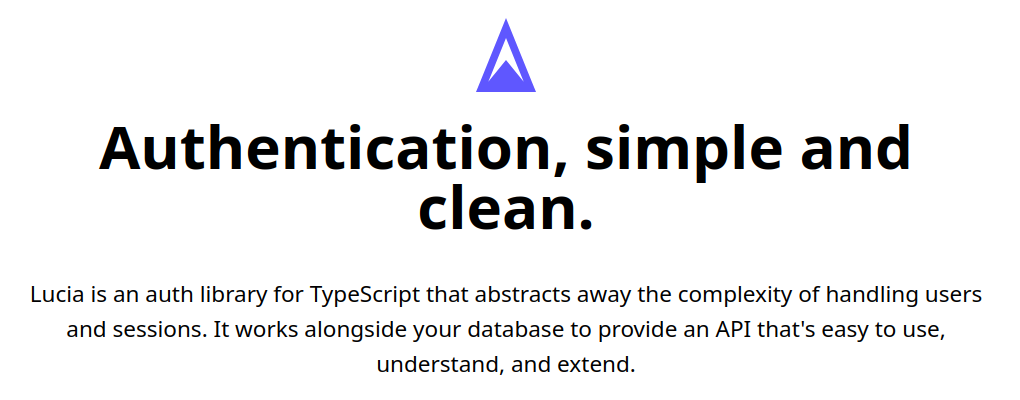 Authentication, simple and
clean.
Lucia is an auth library for TypeScript that abstracts away the complexity of handling users
and sessions. It works alongside your database to provide an API that's easy to use,
understand, and extend.